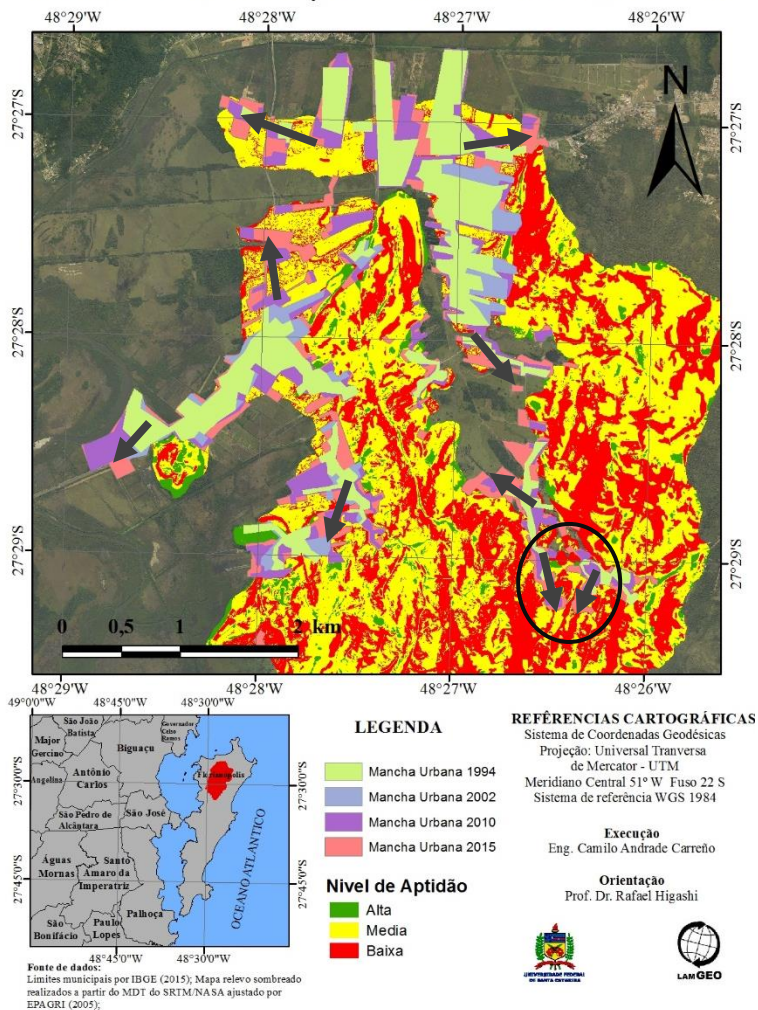 48°29'W 48°28'W 48°27'W 48°26'W
27°27'S 27°27'S
N
27°28'S 27°28'S
27°29'S 27°29'S
0 0,5 1 2 km
48°29'W 48°28'W 48°27'W 48°26'W
49°0'0"W 48°45'0"W 48°30'0"W
São João
Batista
Governador
Celso
Ramos
Major
Gercino
Biguaçu
Angelina
Antônio
Carlos
Florianópolis
27°30'0"S
São Pedro de
Alcântara
São José
Águas
Mornas
Santo
Amaro da
Imperatriz
27°45'0"S
Palhoça
São
Bonifácio
Paulo
Lopes
OCEANO ATLANTICO
48°45'0"W 48°30'0"W
Fonte de dados:
Limites municipais por IBGE (2015); Mapa relevo sombreado
realizados a partir do MDT do SRTM/NASA ajustado por
EPAGRI (2005);
LEGENDA
Mancha Urbana 1994
Mancha Urbana 2002
Mancha Urbana 2010
Mancha Urbana 2015
Nivel de Aptidão
Alta
Media
Baixa
REFÊRENCIAS CARTOGRÁFICAS
Sistema de Coordenadas Geodésicas
Projeção: Universal Tranversa
de Mercator - UTM
Meridiano Central 51º W Fuso 22 S
Sistema de referência WGS 1984
Execução
Eng. Camilo Andrade Carreño
Orientação
Prof. Dr. Rafael Higashi
UNIVERSIDADE FEDERAL
DE SANTA CATARINA
LAMGEO